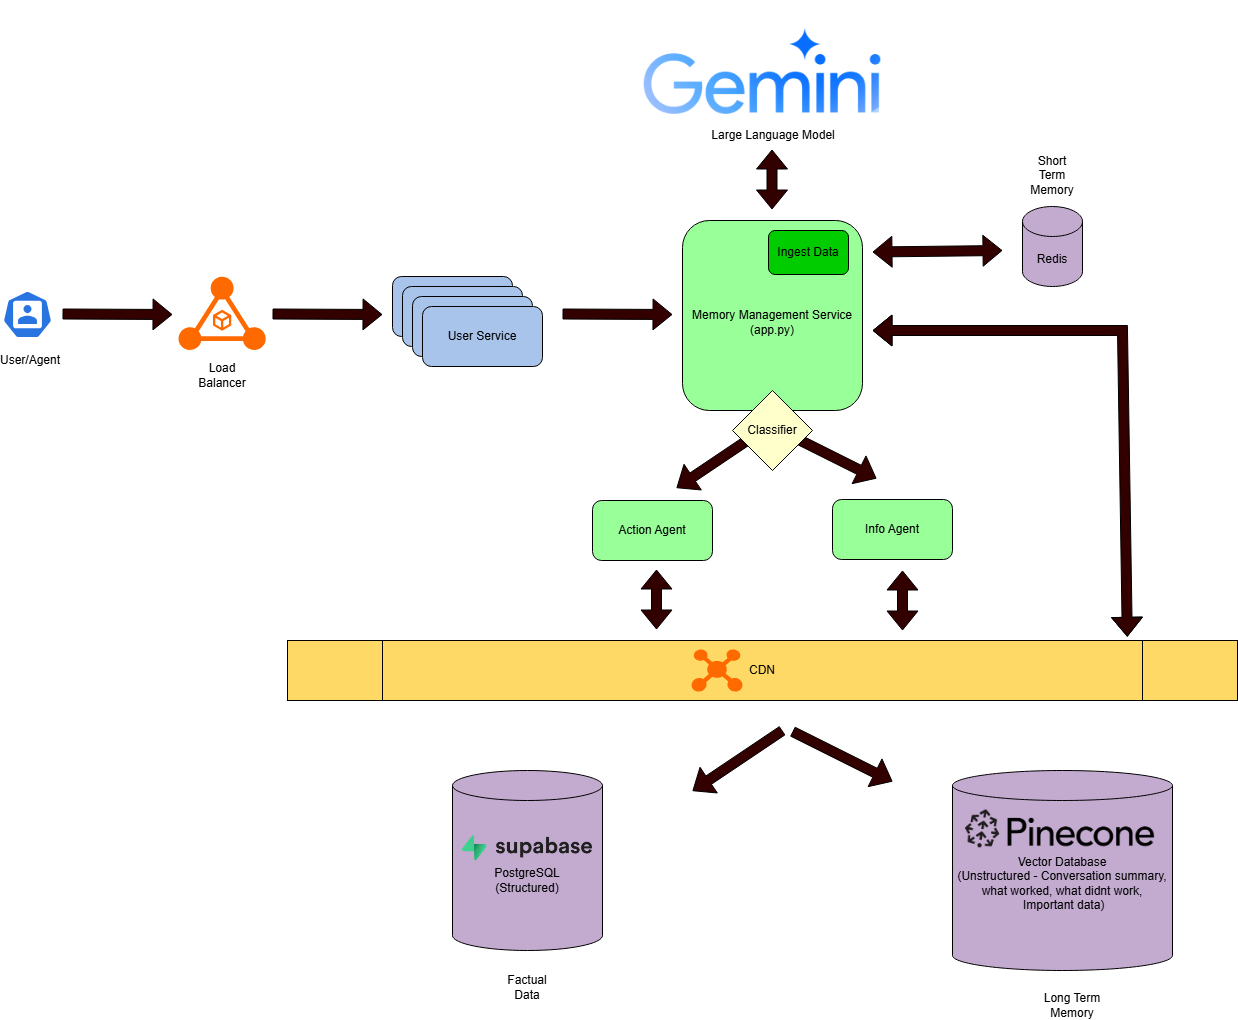 Gemini
Large Language Model
Short
Term
Memory
Ingest Data
Redis
Memory Management Service
(app.py)
User Service
User/Agent
Load
Balancer
Classifier
Action Agent
Info Agent
CDN
supabase
PostgreSQL
(Structured)
Pinecone
Vector Database
(Unstructured - Conversation summary,
what worked, what didnt work,
Important data)
Factual
Data
Long Term
Memory